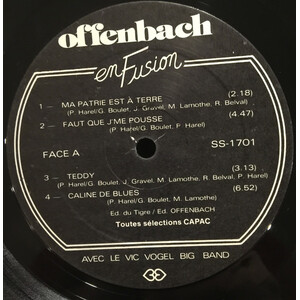 offenbach
en Fusion
1 — MA PATRIE EST À TERRE (2.18)
(P. Harel/G. Boulet, J. Gravel, M. Lamothe, R. Belval)
2 — FAUT QUE J'ME POUSSE (4.47)
(P. Harel/G. Boulet, P. Harel)
FACE A SS-1701
3 — TEDDY (3.13)
(P. Harel/G. Boulet, J. Gravel, M. Lamothe, R. Belval, P. Harel)
4 — CALINE DE BLUES (6.52)
(P. Harel/G. Boulet, M. Lamothe)
Ed. du Tigre / Ed. OFFENBACH
Toutes sélections CAPAC
AVEC LE VIC VOGEL BIG BAND